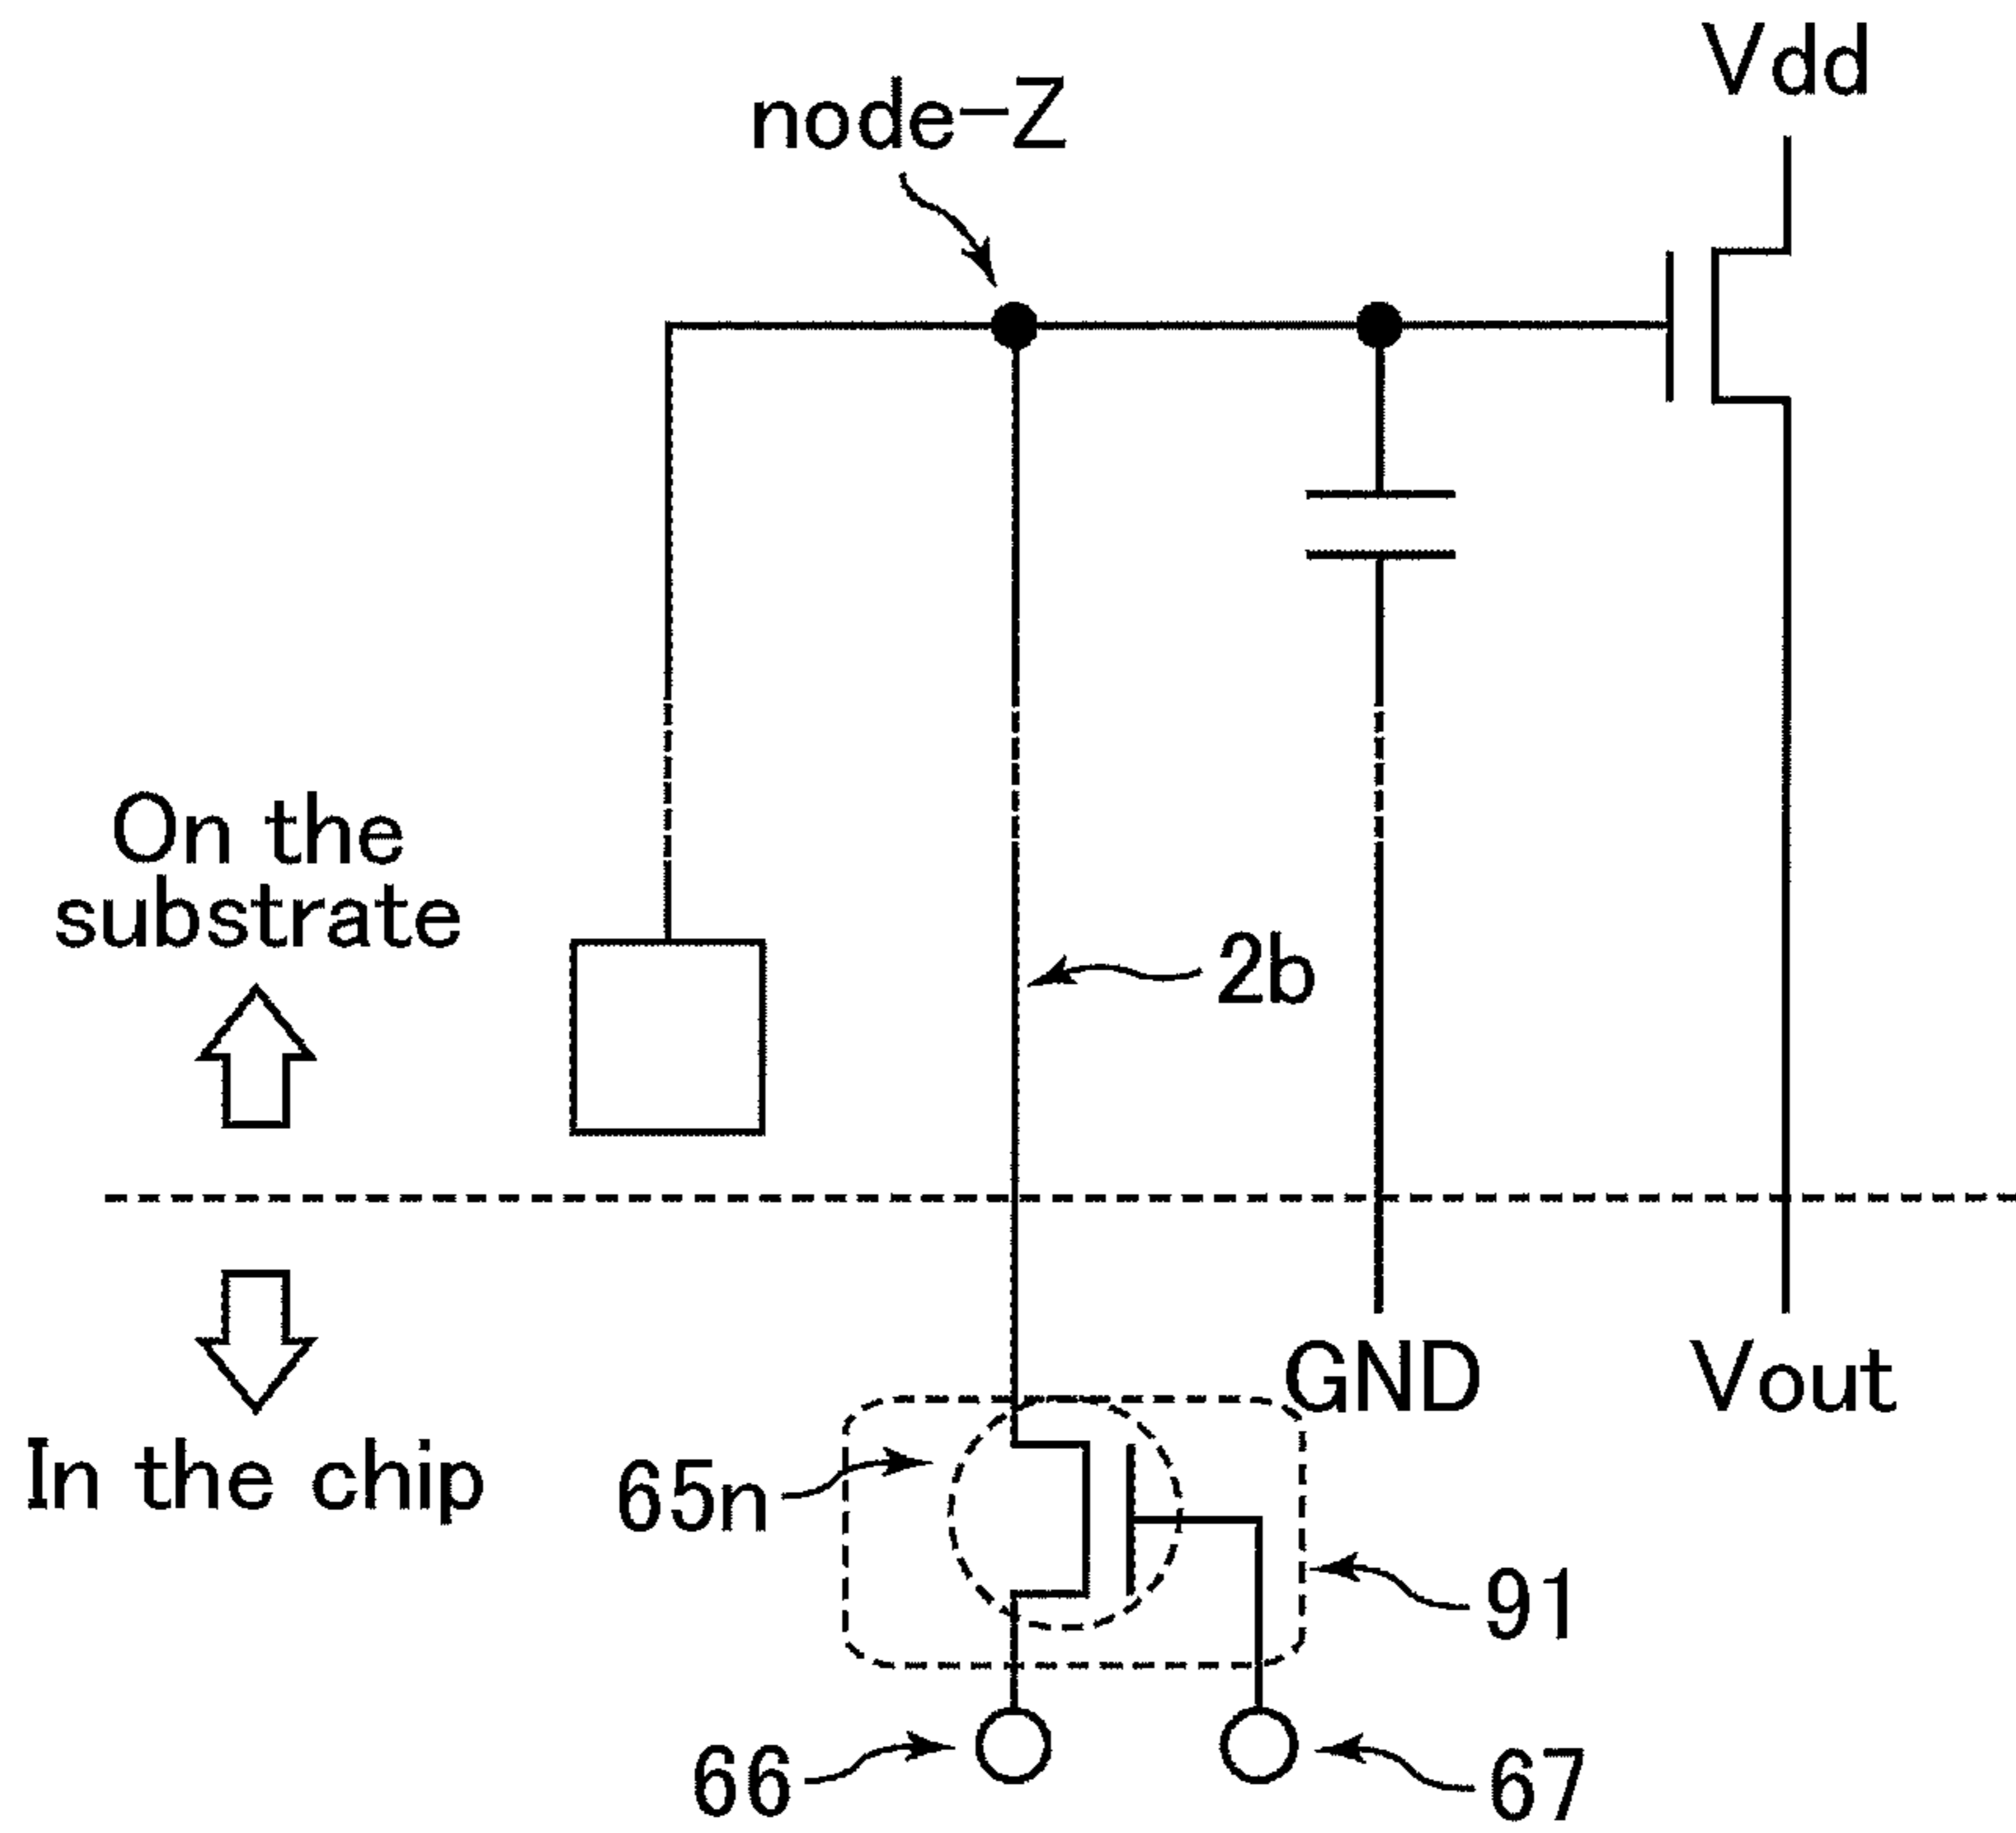 Vdd
node-Z
On the
substrate
2b
GND
Vout
In the chip
65n
91
66
67